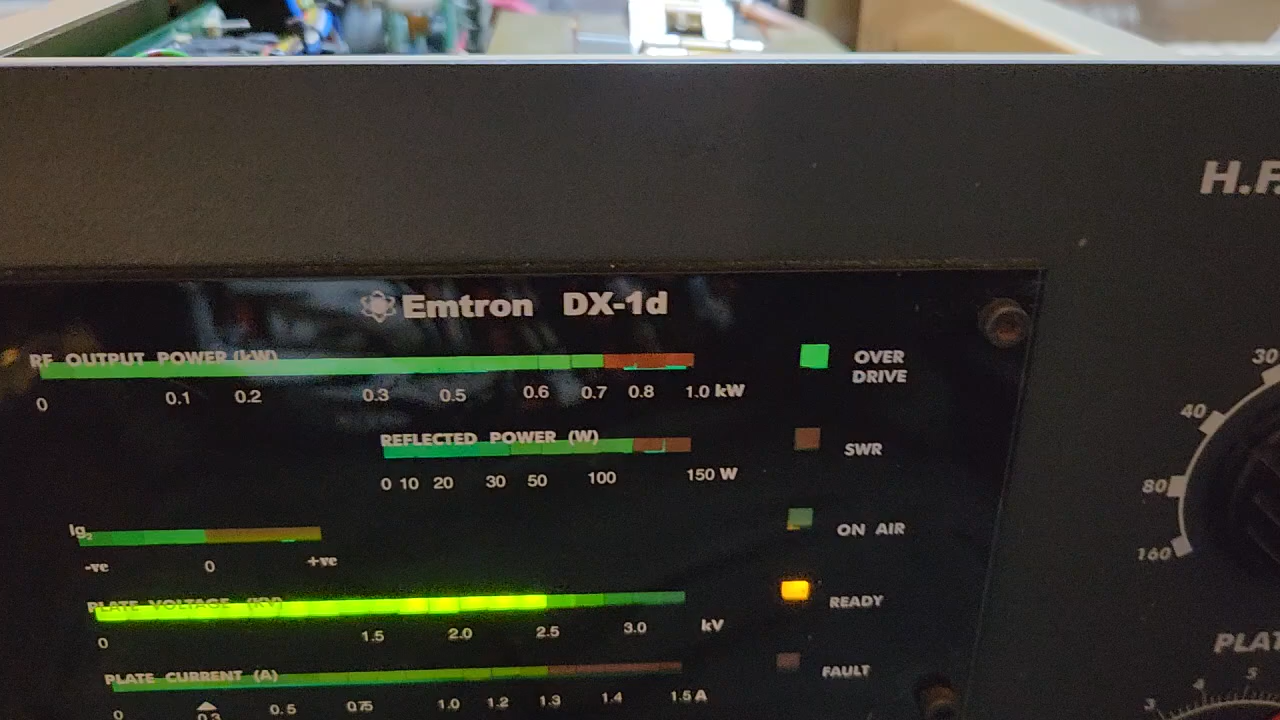 H.F.
Emtron DX-1d
RF OUTPUT POWER (kW)
0 0.1 0.2 0.3 0.5 0.6 0.7 0.8 1.0 kW
OVER
DRIVE
REFLECTED POWER (W)
0 10 20 30 50 100 150 W
SWR
Ig2
-ve 0 +ve
ON AIR
PLATE VOLTAGE (KV)
0 1.5 2.0 2.5 3.0 kV
READY
PLATE CURRENT (A)
0 0.3 0.5 0.75 1.0 1.2 1.3 1.4 1.5 A
FAULT
30
40
80
160
PLAT
3 4 5